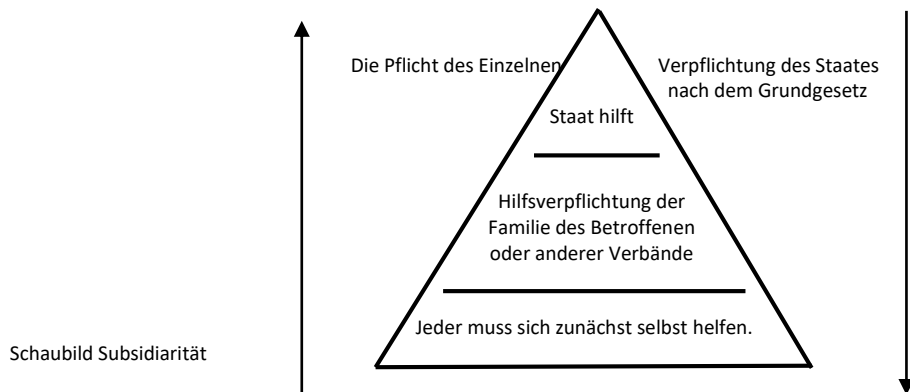 Die Pflicht des Einzelnen
Verpflichtung des Staates
nach dem Grundgesetz
Staat hilft
Hilfsverpflichtung der
Familie des Betroffenen
oder anderer Verbände
Jeder muss sich zunächst selbst helfen.
Schaubild Subsidiarität